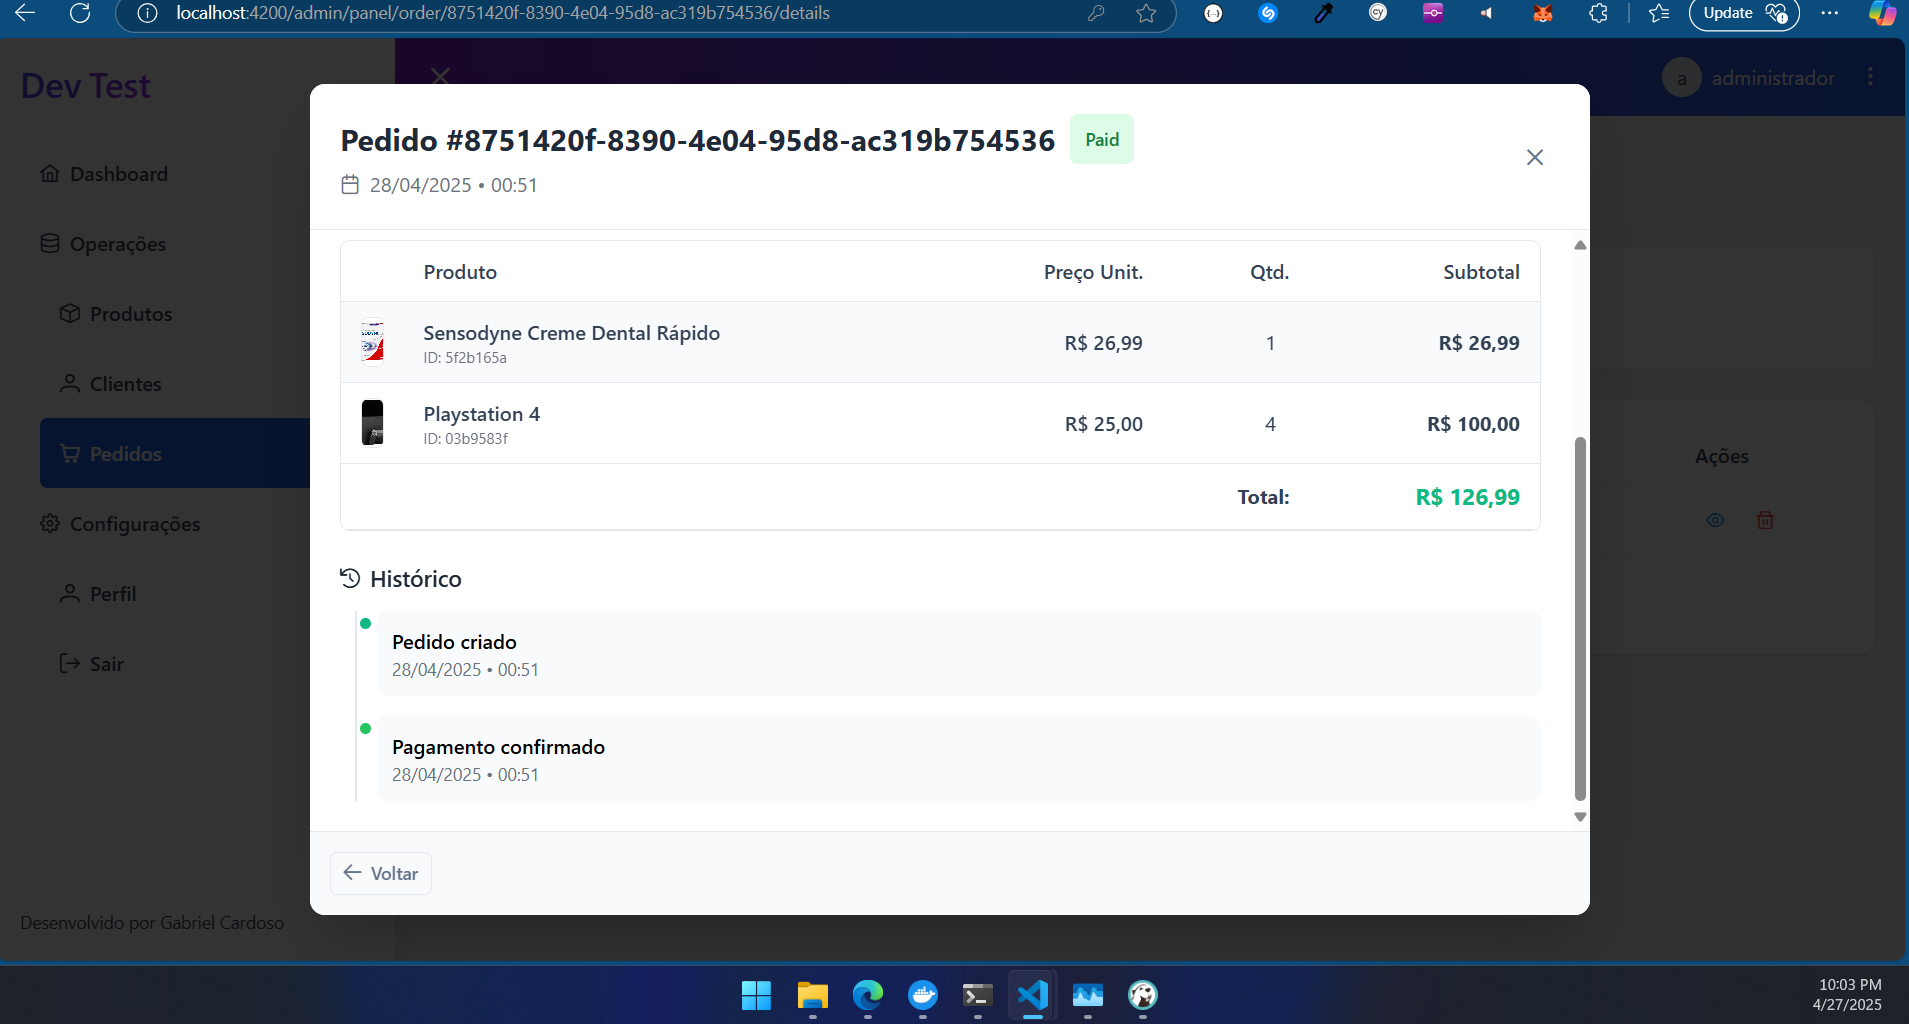 localhost:4200/admin/panel/order/8751420f-8390-4e04-95d8-ac319b754536/details
Update
Dev Test
a administrador
Dashboard
Operações
Produtos
Clientes
Pedidos
Configurações
Perfil
Sair
Desenvolvido por Gabriel Cardoso
Ações
Pedido #8751420f-8390-4e04-95d8-ac319b754536 Paid
28/04/2025 • 00:51
Produto Preço Unit. Qtd. Subtotal
Sensodyne Creme Dental Rápido
ID: 5f2b165a
R$ 26,99 1 R$ 26,99
Playstation 4
ID: 03b9583f
R$ 25,00 4 R$ 100,00
Total: R$ 126,99
Histórico
Pedido criado
28/04/2025 • 00:51
Pagamento confirmado
28/04/2025 • 00:51
Voltar
10:03 PM
4/27/2025